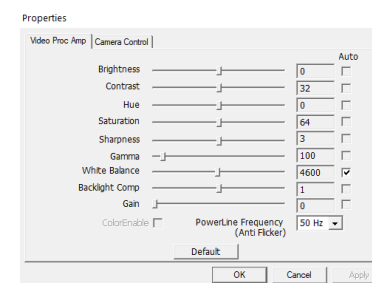 Properties
Video Proc Amp Camera Control
Auto
Brightness 0
Contrast 32
Hue 0
Saturation 64
Sharpness 3
Gamma 100
White Balance 4600
Backlight Comp 1
Gain 0
ColorEnable PowerLine Frequency 50 Hz
(Anti Flicker)
Default
OK Cancel Apply